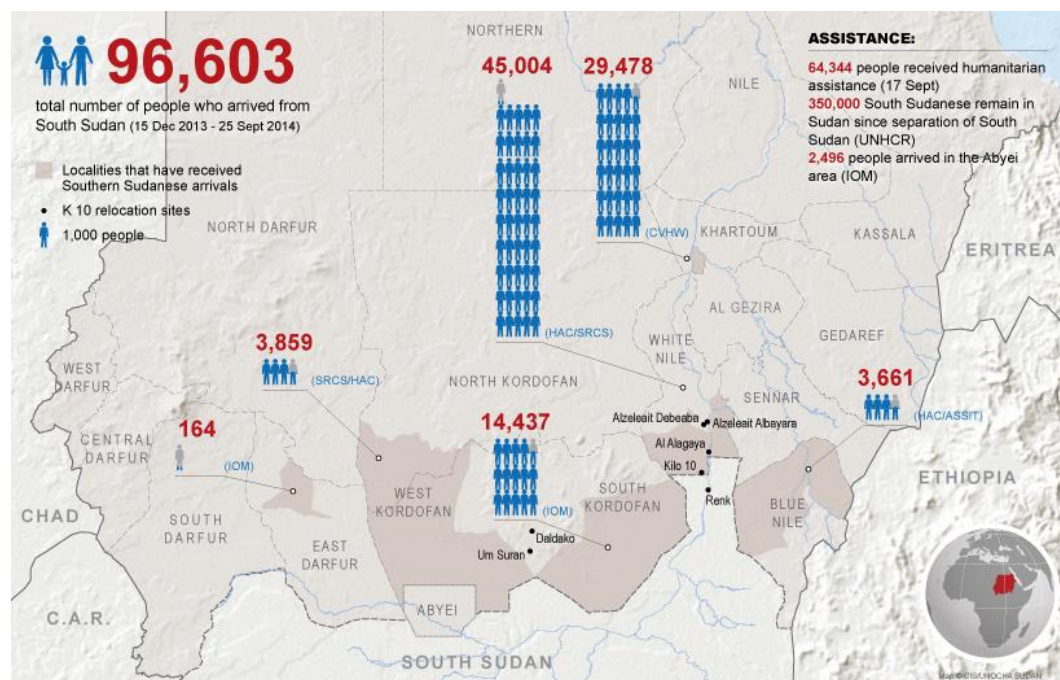 96,603
total number of people who arrived from
South Sudan (15 Dec 2013 - 25 Sept 2014)
Localities that have received
Southern Sudanese arrivals
K 10 relocation sites
1,000 people
ASSISTANCE:
64,344 people received humanitarian
assistance (17 Sept)
350,000 South Sudanese remain in
Sudan since separation of South
Sudan (UNHCR)
2,496 people arrived in the Abyei
area (IOM)
NORTHERN
45,004
29,478
NILE
NORTH DARFUR
(CVHW)
KHARTOUM
KASSALA
ERITREA
AL GEZIRA
(HAC/SRCS)
WHITE
NILE
GEDAREF
3,859
(SRCS/HAC)
WEST
DARFUR
NORTH KORDOFAN
SENNAR
3,661
(HAC/ASSIT)
14,437
(IOM)
Alzeleait Debeaba
Alzeleait Albayara
Al Alagaya
Kilo 10
Renk
164
(IOM)
CENTRAL
DARFUR
ETHIOPIA
WEST
KORDOFAN
SOUTH
KORDOFAN
BLUE
NILE
CHAD
SOUTH
DARFUR
Daldako
Um Suran
EAST
DARFUR
ABYEI
C.A.R.
SOUTH SUDAN
Map © CIS/UNOCHA SUDAN